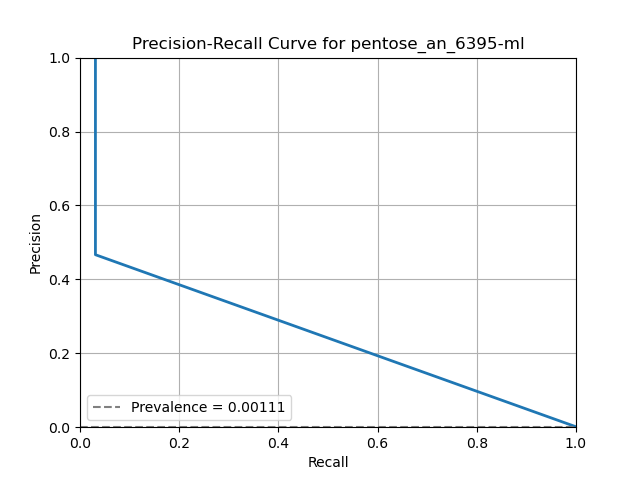 Precision-Recall Curve for pentose_an_6395-ml
1.0
0.8
0.6
0.4
0.2
0.0
Precision
Prevalence = 0.00111
0.0 0.2 0.4 0.6 0.8 1.0
Recall